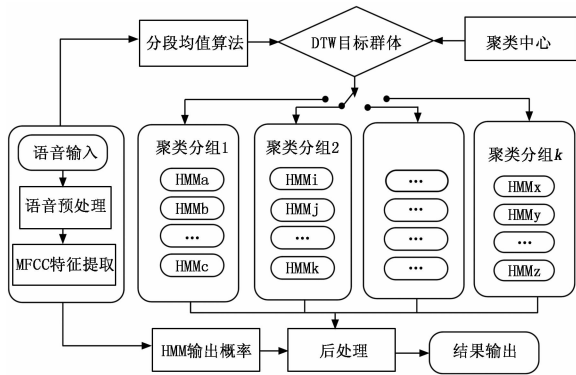 分段均值算法
DTW目标群体
聚类中心
语音输入
语音预处理
MFCC特征提取
聚类分组1
HMMa
HMMb
...
HMMc
聚类分组2
HMMi
HMMj
...
HMMk
...
...
...
...
聚类分组k
HMMx
HMMy
...
HMMz
HMM输出概率
后处理
结果输出